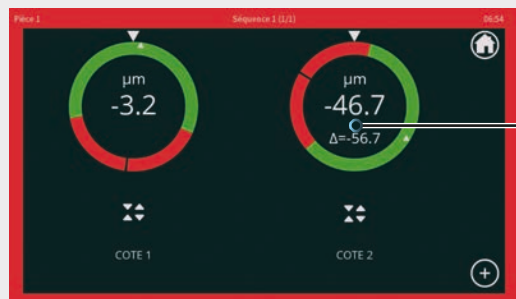 Pièce 1
Séquence 1 (1/1)
06:54
µm
-3.2
µm
-46.7
Δ=-56.7
COTE 1
COTE 2